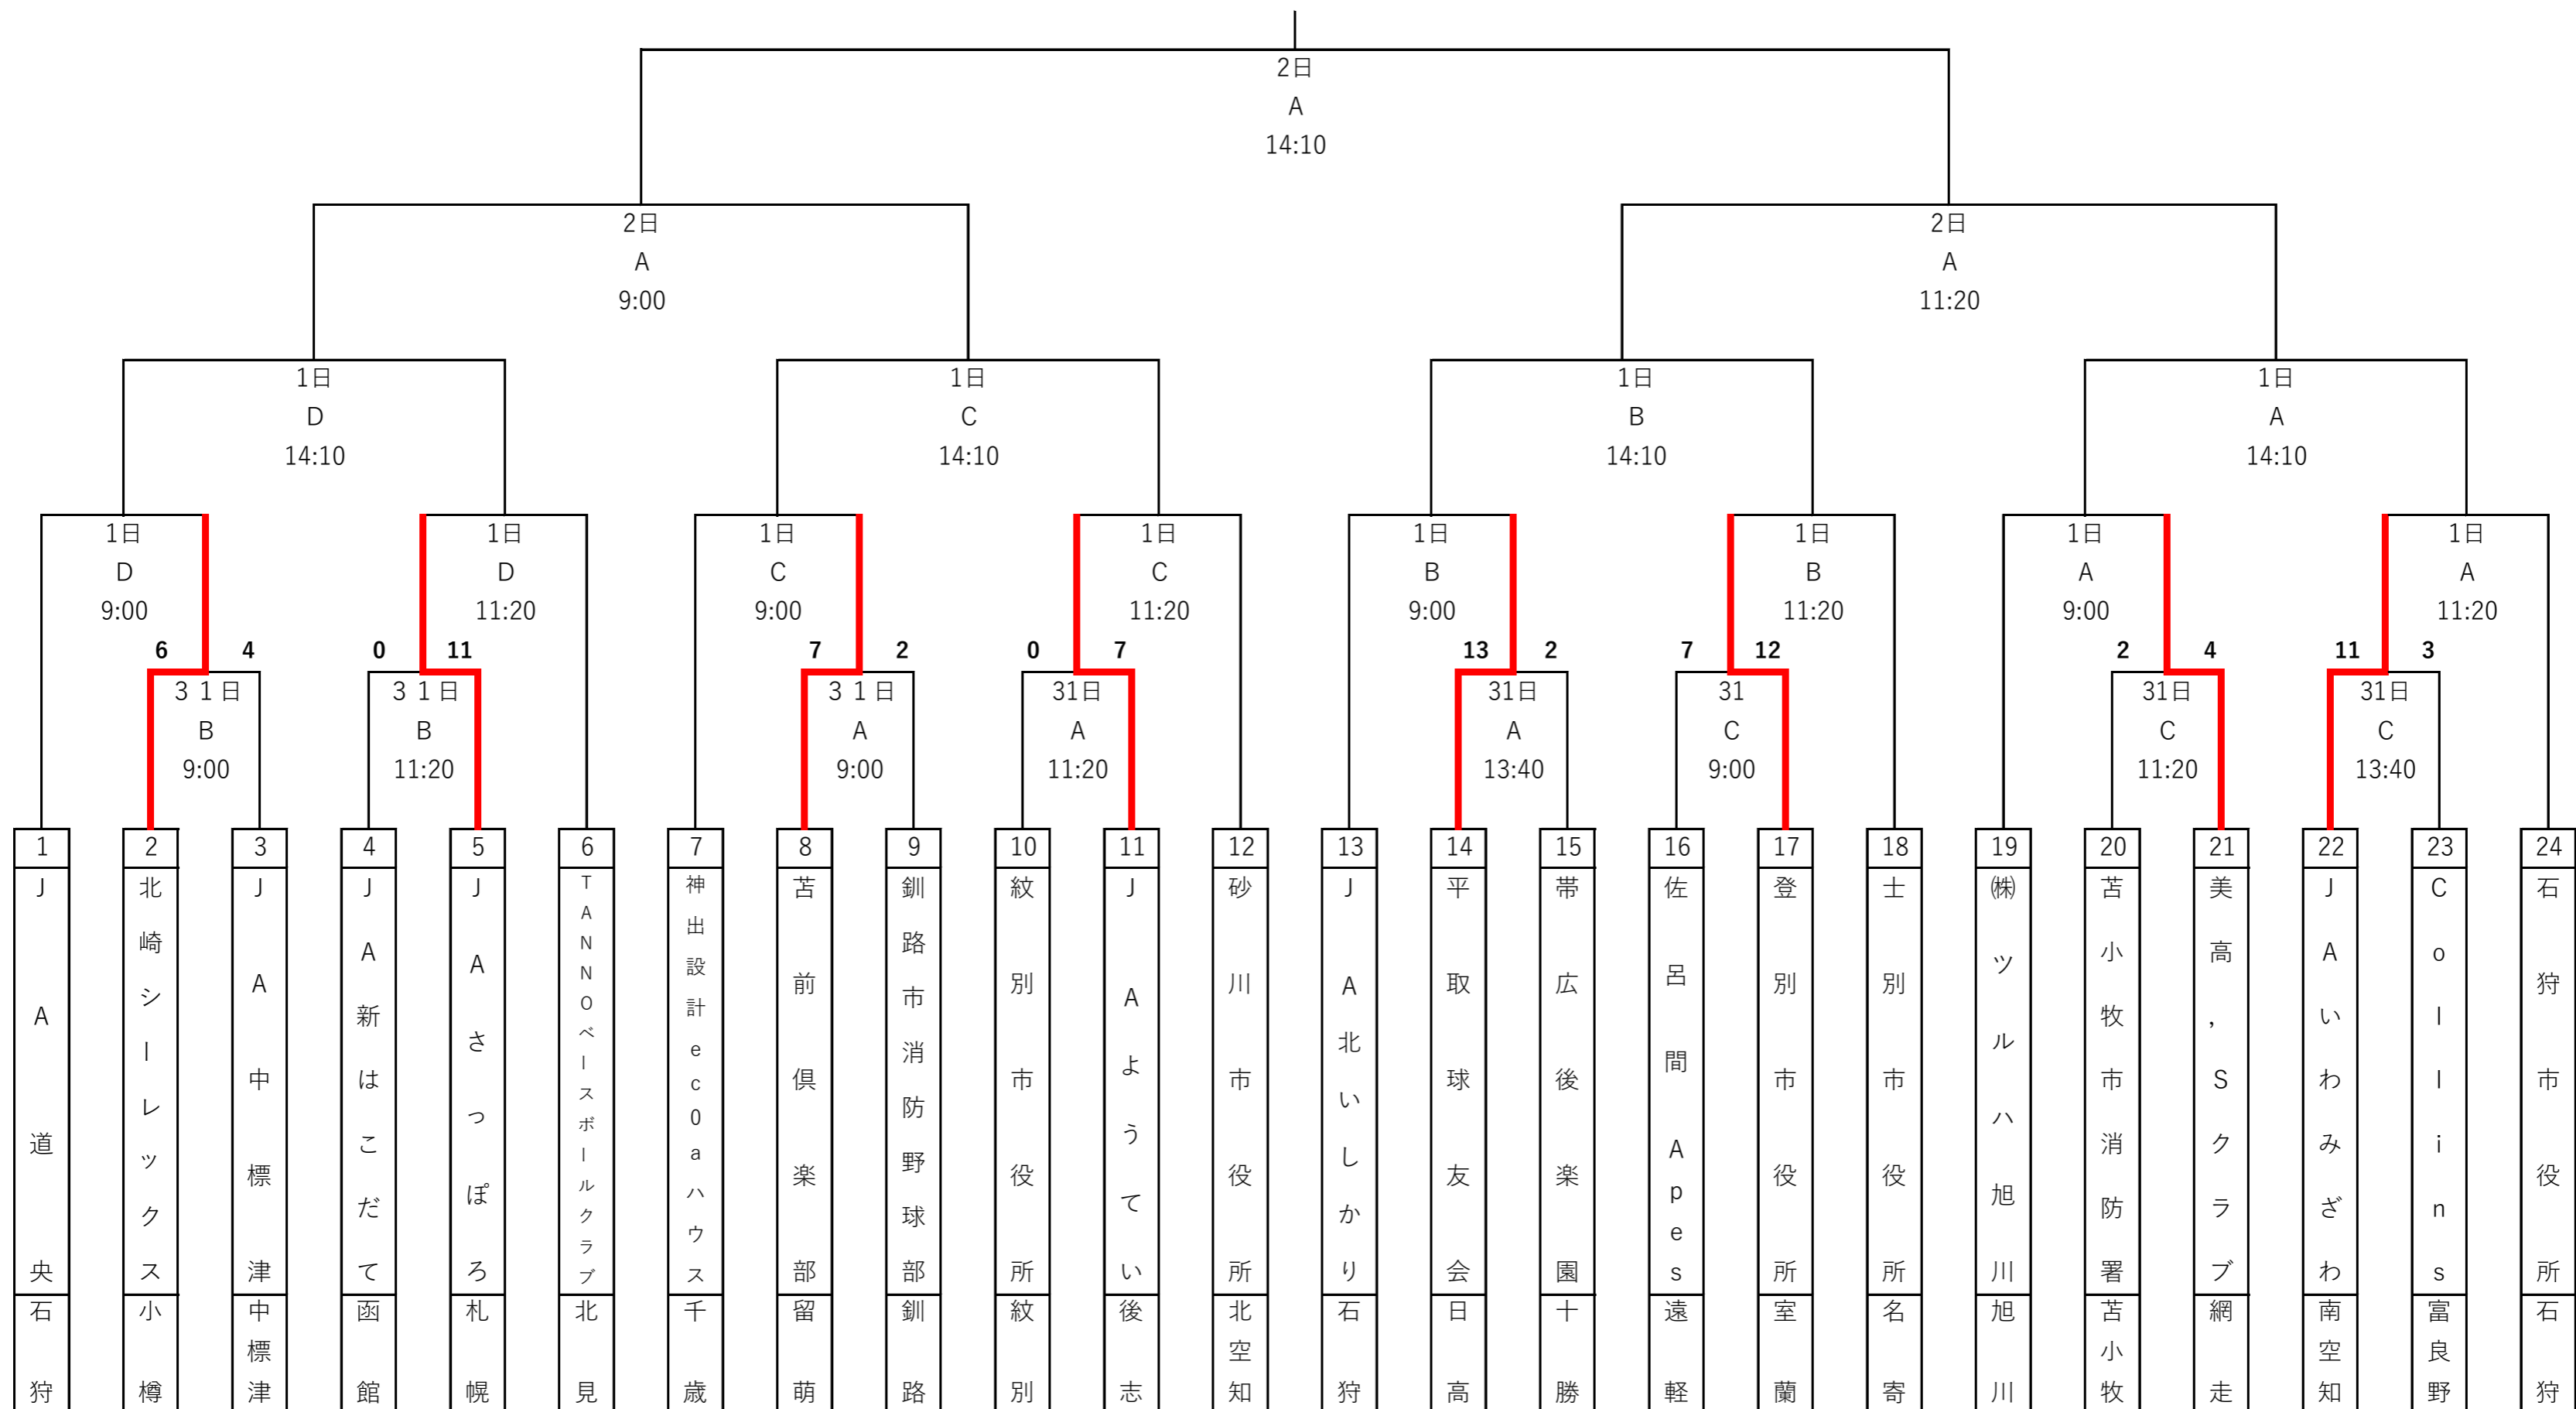 2日
A
14:10
2日
A
9:00
2日
A
11:20
1日
D
14:10
1日
C
14:10
1日
B
14:10
1日
A
14:10
1日
D
9:00
1日
D
11:20
1日
C
9:00
1日
C
11:20
1日
B
9:00
1日
B
11:20
1日
A
9:00
1日
A
11:20
6 4
0 11
7 2
0 7
13 2
7 12
2 4
11 3
３１日
B
9:00
３１日
B
11:20
３１日
A
9:00
31日
A
11:20
31日
A
13:40
31
C
9:00
31日
C
11:20
31日
C
13:40
1
JA道央
石狩
2
北崎シーレックス
小樽
3
JA中標津
中標津
4
JA新はこだて
函館
5
JAさっぽろ
札幌
6
TANNOベースボールクラブ
北見
7
神出設計ecOaハウス
千歳
8
苫前倶楽部
留萌
9
釧路市消防野球部
釧路
10
紋別市役所
紋別
11
JAようてい
後志
12
砂川市役所
北空知
13
JA北いしかり
石狩
14
平取球友会
日高
15
帯広後楽園
十勝
16
佐呂間Apes
遠軽
17
登別市役所
室蘭
18
士別市役所
名寄
19
㈱ツルハ旭川
旭川
20
苫小牧市消防署
苫小牧
21
美高,Sクラブ
網走
22
JAいわみざわ
南空知
23
Collins
富良野
24
石狩市役所
石狩